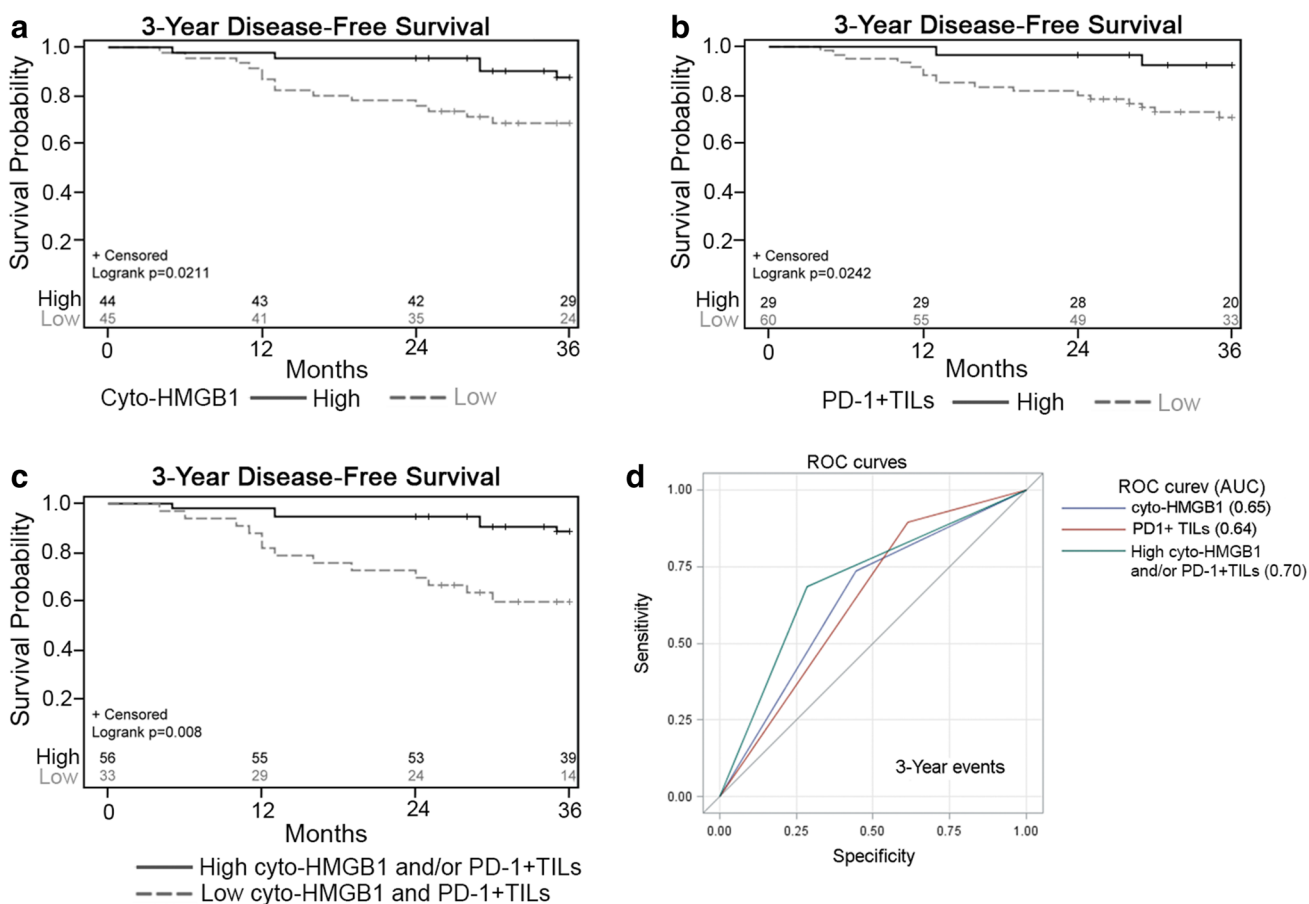 a
3-Year Disease-Free Survival
Survival Probability
1.0
0.8
0.6
0.4
0.2
+ Censored
Logrank p=0.0211
High 44 43 42 29
Low 45 41 35 24
0 12 24 36
Months
Cyto-HMGB1 High Low
b
3-Year Disease-Free Survival
Survival Probability
1.0
0.8
0.6
0.4
0.2
+ Censored
Logrank p=0.0242
High 29 29 28 20
Low 60 55 49 33
0 12 24 36
Months
PD-1+TILs High Low
c
3-Year Disease-Free Survival
Survival Probability
1.0
0.8
0.6
0.4
0.2
+ Censored
Logrank p=0.008
High 56 55 53 39
Low 33 29 24 14
0 12 24 36
Months
High cyto-HMGB1 and/or PD-1+TILs
Low cyto-HMGB1 and PD-1+TILs
d
ROC curves
Sensitivity
1.00
0.75
0.50
0.25
0.00
3-Year events
0.00 0.25 0.50 0.75 1.00
Specificity
ROC curev (AUC)
cyto-HMGB1 (0.65)
PD1+ TILs (0.64)
High cyto-HMGB1
and/or PD-1+TILs (0.70)